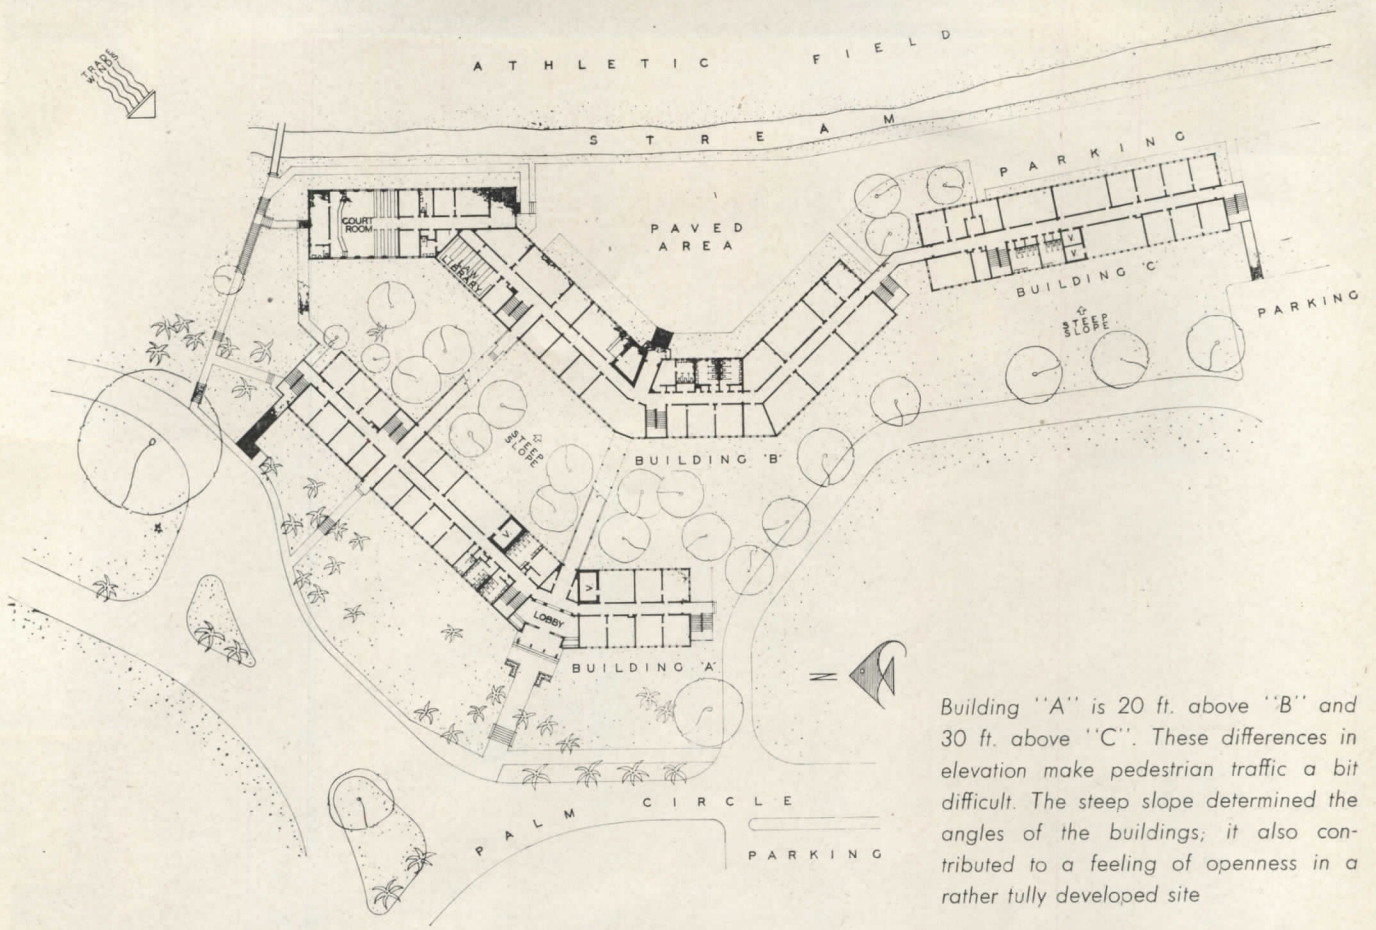 TRADE
WINDS
ATHLETIC FIELD
STREAM
PARKING
COURT
ROOM
PAVED
AREA
LIBRARY
V
V
BUILDING "C"
PARKING
STEEP
SLOPE
STEEP
SLOPE
BUILDING "B"
V
V
LOBBY
BUILDING "A"
N
Building "A" is 20 ft. above "B" and
30 ft. above "C". These differences in
elevation make pedestrian traffic a bit
difficult. The steep slope determined the
angles of the buildings; it also con-
tributed to a feeling of openness in a
rather tully developed site
PALM CIRCLE
PARKING